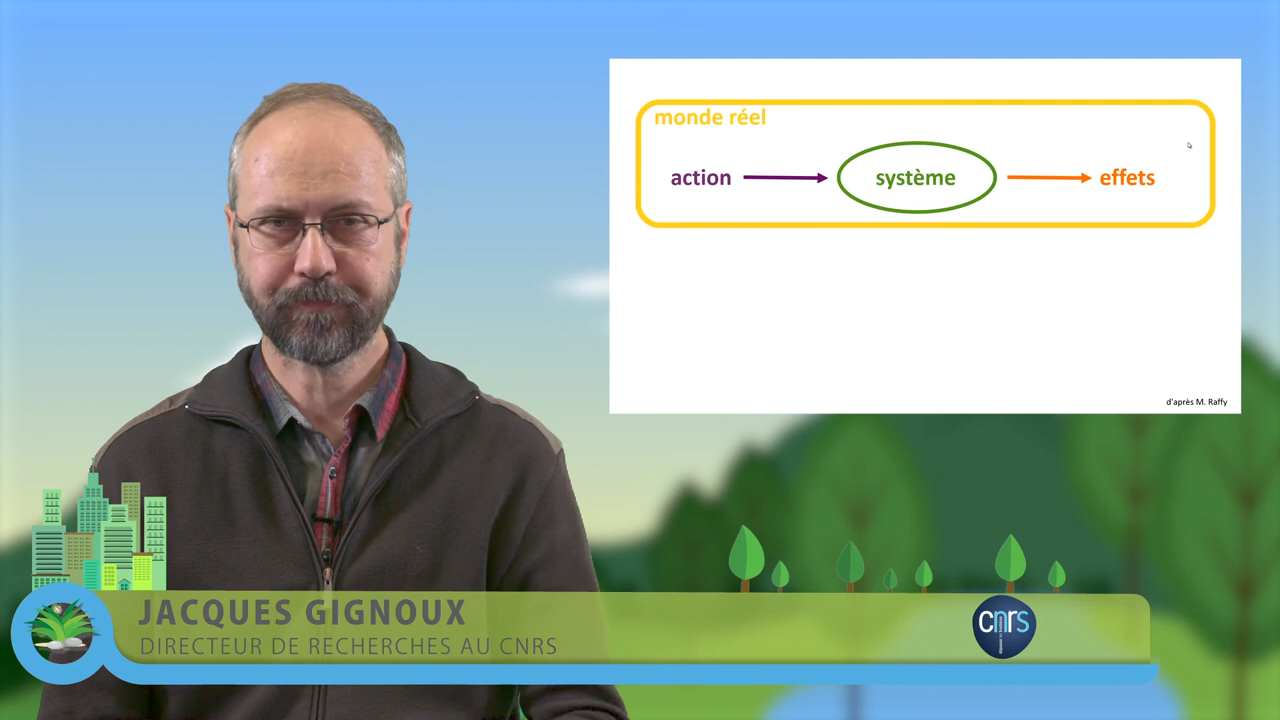 monde réel
action
système
effets
d'après M. Raffy
JACQUES GIGNOUX
DIRECTEUR DE RECHERCHES AU CNRS
cnrs